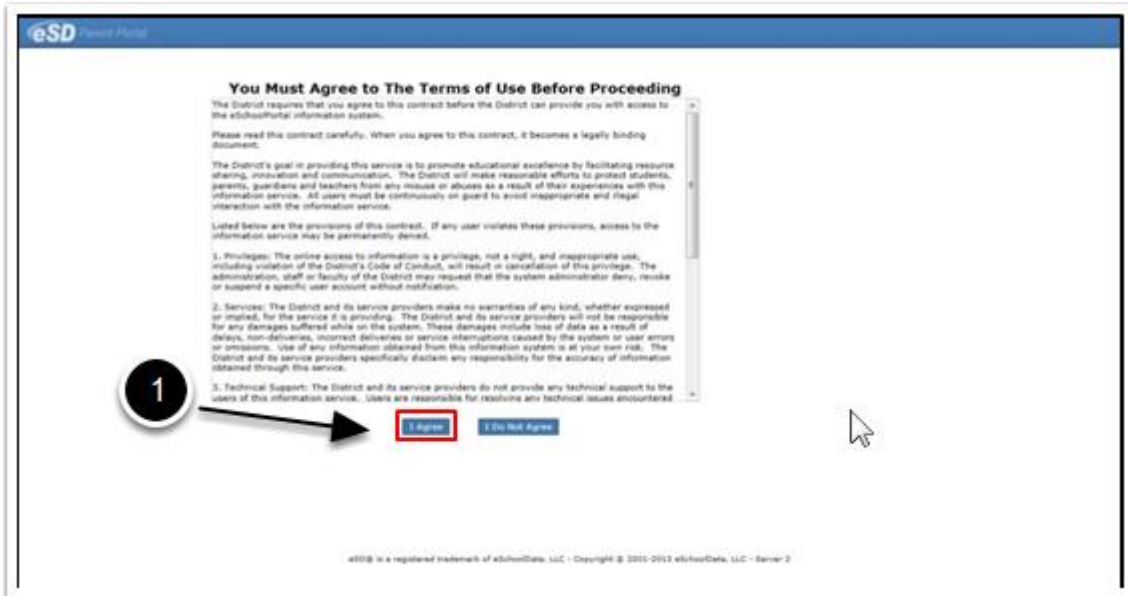 eSD Parent Portal
You Must Agree to The Terms of Use Before Proceeding
The District requires that you agree to this contract before the District can provide you with access to
the eSchoolPortal information system.
Please read this contract carefully. When you agree to this contract, it becomes a legally binding
document.
The District's goal in providing this service is to promote educational excellence by facilitating resource
sharing, innovation and communication. The District will make reasonable efforts to protect students,
parents, guardians and teachers from any misuse or abuses as a result of their experiences with this
information service. All users must be continuously on guard to avoid inappropriate and illegal
interaction with the information service.
Listed below are the provisions of this contract. If any user violates these provisions, access to the
information service may be permanently denied.
1. Privileges: The online access to information is a privilege, not a right, and inappropriate use,
including violation of the District's Code of Conduct, will result in cancellation of this privilege. The
administration, staff or faculty of the District may request that the system administrator deny, revoke
or suspend a specific user account without notification.
2. Services: The District and its service providers make no warranties of any kind, whether expressed
or implied, for the service it is providing. The District and its service providers will not be responsible
for any damages suffered while on the system. These damages include loss of data as a result of
delays, non-deliveries, incorrect deliveries or service interruptions caused by the system or user errors
or omissions. Use of any information obtained from this information system is at your own risk. The
District and its service providers specifically disclaim any responsibility for the accuracy of information
obtained through this service.
3. Technical Support: The District and its service providers do not provide any technical support to the
users of this information service. Users are responsible for resolving any technical issues encountered
1
I Agree
I Do Not Agree
eSD® is a registered trademark of eSchoolData, LLC - Copyright © 2001-2013 eSchoolData, LLC - Server 2